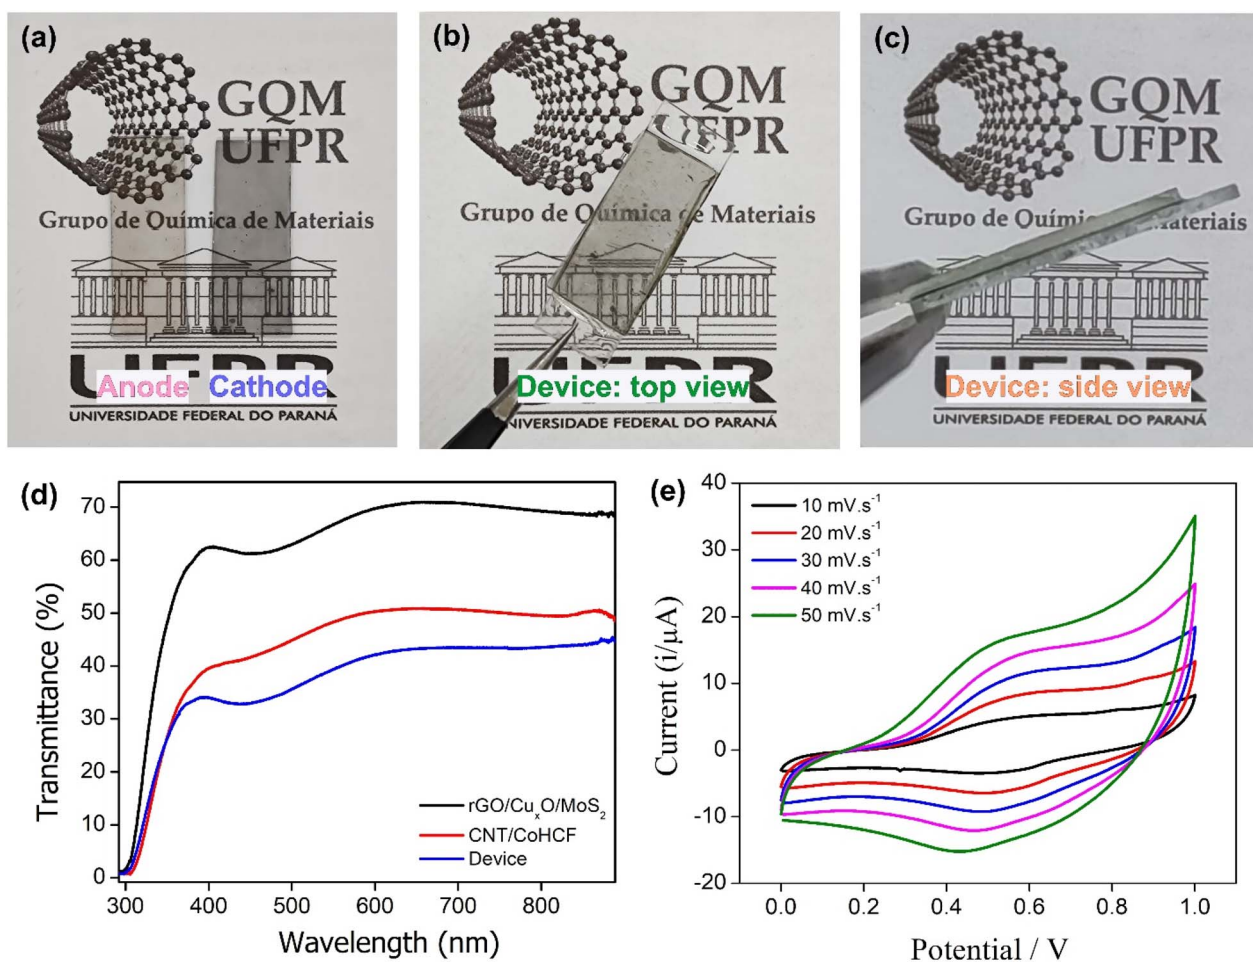 (a)
GQM
UFPR
Grupo de Química de Materiais
UFPR
Anode Cathode
UNIVERSIDADE FEDERAL DO PARANÁ
(b)
GQM
UFPR
Grupo de Química de Materiais
UFPR
Device: top view
UNIVERSIDADE FEDERAL DO PARANÁ
(c)
GQM
UFPR
Grupo de Química de Materiais
Device: side view
UNIVERSIDADE FEDERAL DO PARANÁ
(d)
Transmittance (%)
70
60
50
40
30
20
10
0
rGO/CuxO/MoS2
CNT/CoHCF
Device
300 400 500 600 700 800
Wavelength (nm)
(e)
Current (i/µA)
40
30
20
10
0
-10
-20
10 mV.s-1
20 mV.s-1
30 mV.s-1
40 mV.s-1
50 mV.s-1
0.0 0.2 0.4 0.6 0.8 1.0
Potential / V